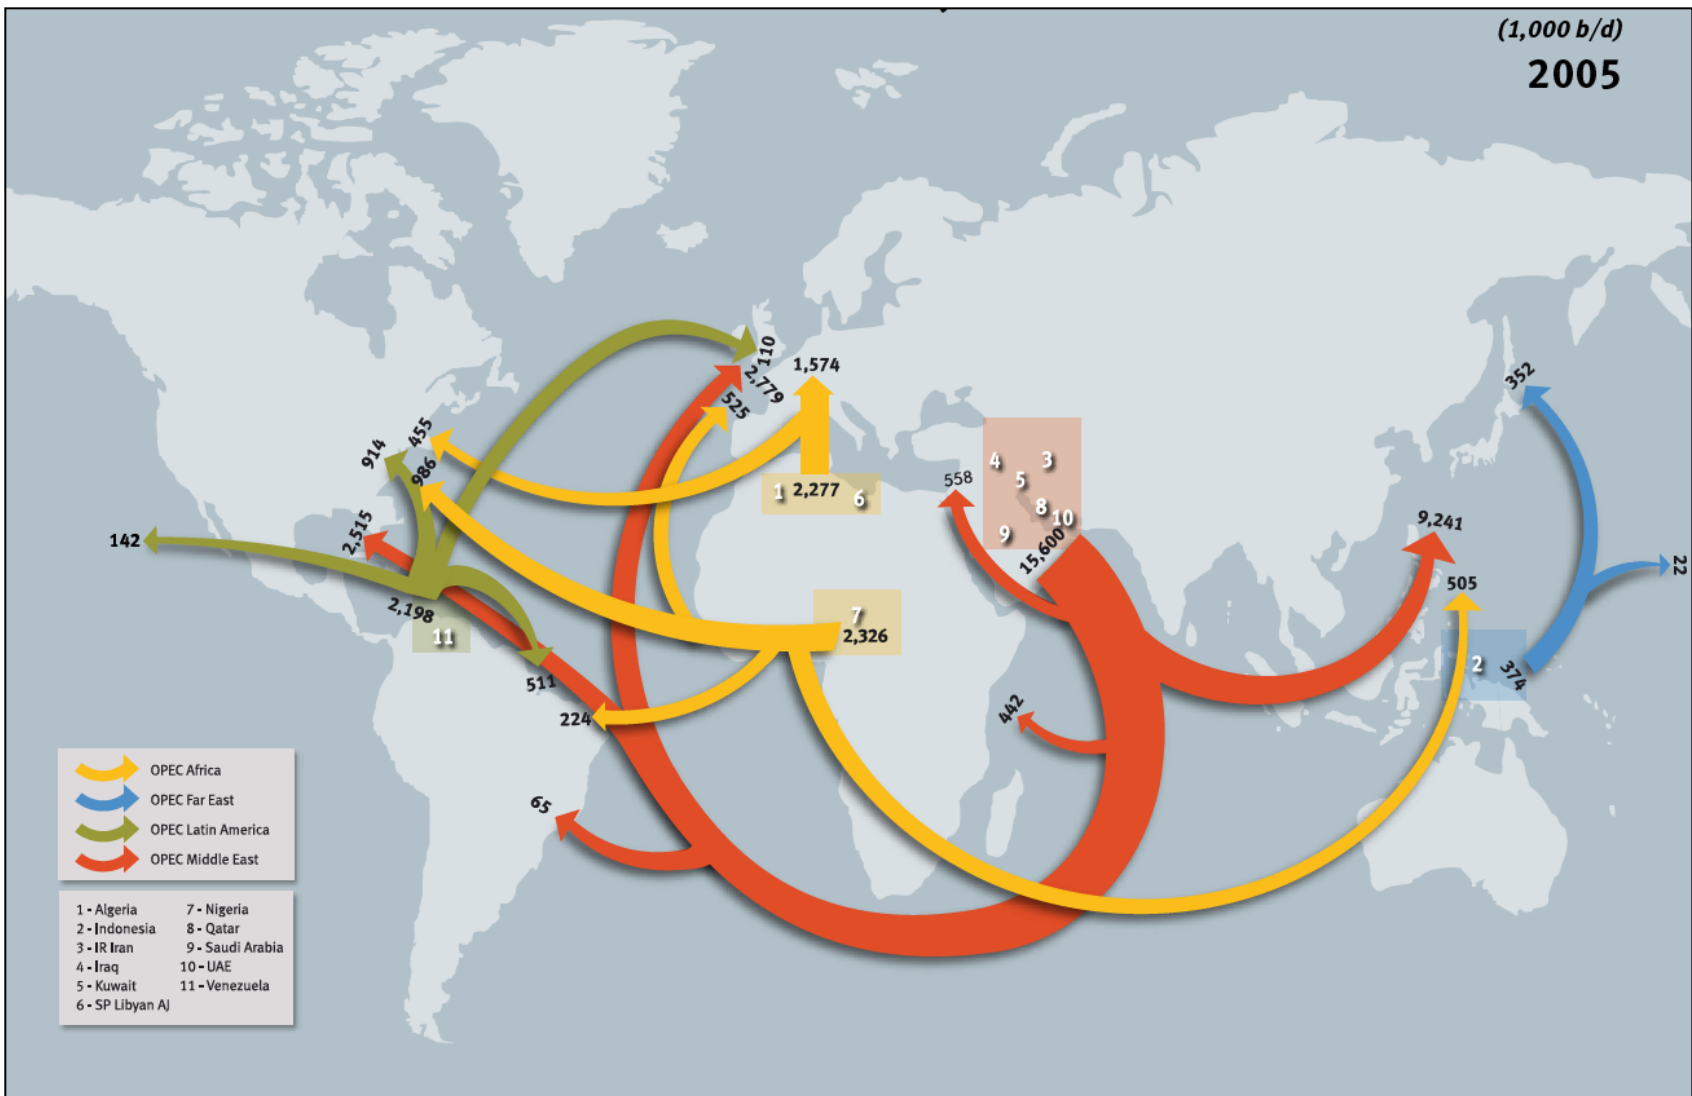 (1,000 b/d)
2005
110
2,779
1,574
525
352
455
914
986
558
4
3
5
8
10
9
15,600
1
2,277
6
9,241
142
2,515
22
505
2,198
11
7
2,326
2
374
511
224
442
65
OPEC Africa
OPEC Far East
OPEC Latin America
OPEC Middle East
1 - Algeria
2 - Indonesia
3 - IR Iran
4 - Iraq
5 - Kuwait
6 - SP Libyan AJ
7 - Nigeria
8 - Qatar
9 - Saudi Arabia
10 - UAE
11 - Venezuela